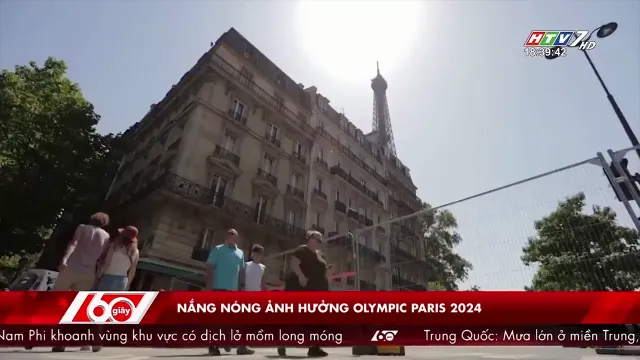 HTV7 HD
18:39:42
60 giây
NẮNG NÓNG ẢNH HƯỞNG OLYMPIC PARIS 2024
Nam Phi khoanh vùng khu vực có dịch lở mồm long móng 60 Trung Quốc: Mưa lớn ở miền Trung